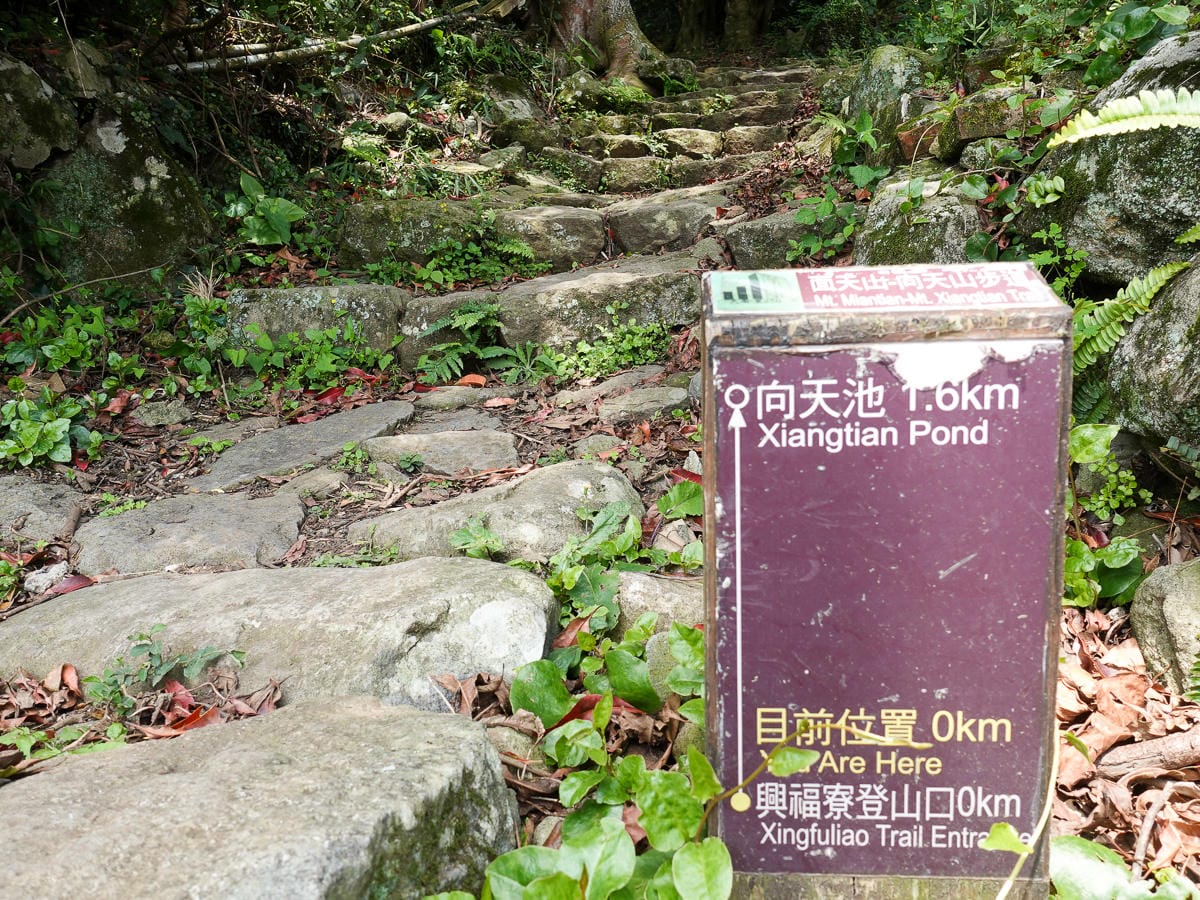 面天山-向天山步道
Mt. Miantian-Mt. Xiangtian Trail
向天池 1.6km
Xiangtian Pond
目前位置 0km
You Are Here
興福寮登山口0km
Xingfuliao Trail Entrance